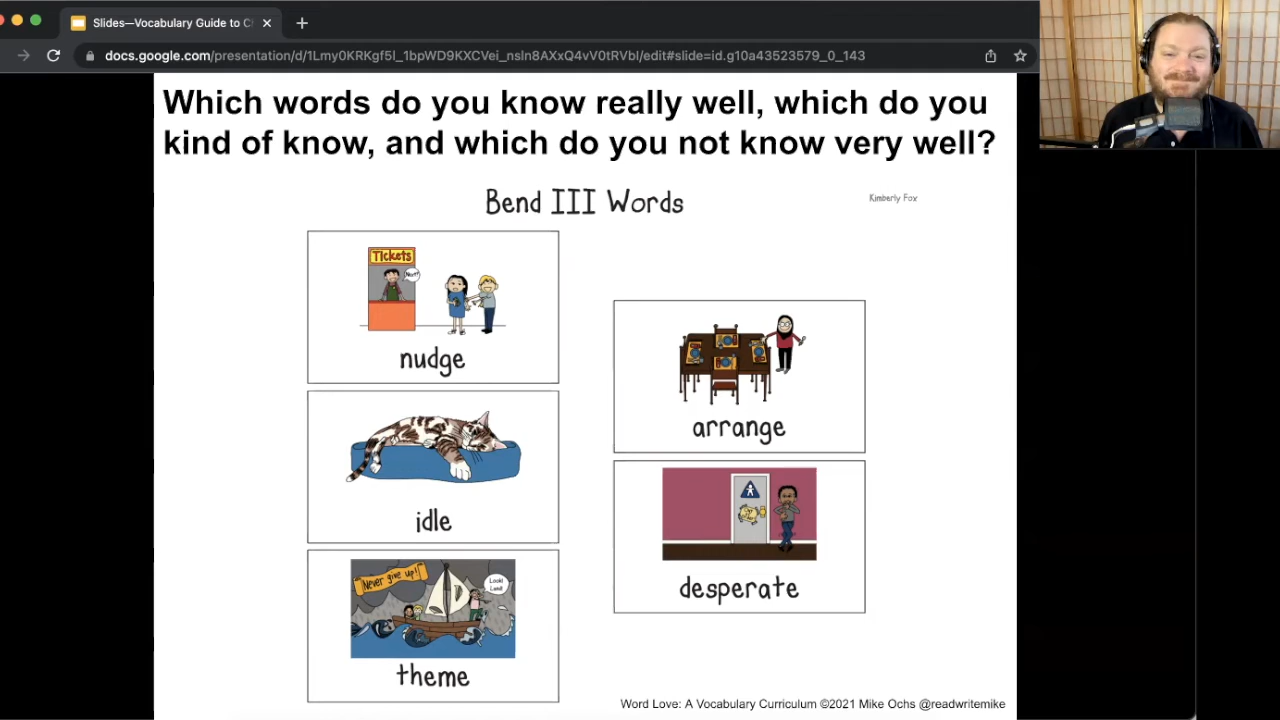 Slides—Vocabulary Guide to Cl
docs.google.com/presentation/d/1Lmy0KRKgf5I_1bpWD9KXCVei_nsln8AXxQ4vV0tRVbI/edit#slide=id.g10a43523579_0_143
Which words do you know really well, which do you
kind of know, and which do you not know very well?
Bend III Words
Kimberly Fox
Tickets
Next!
nudge
arrange
idle
desperate
Never give up!
Look!
Land!
theme
Word Love: A Vocabulary Curriculum ©2021 Mike Ochs @readwritemike